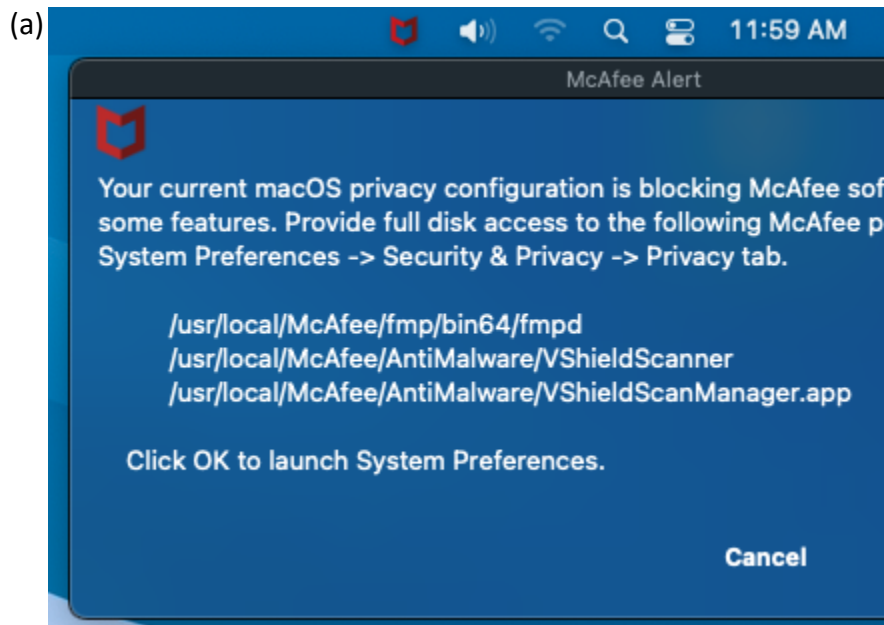 (a)
11:59 AM
McAfee Alert
Your current macOS privacy configuration is blocking McAfee sof
some features. Provide full disk access to the following McAfee p
System Preferences -> Security & Privacy -> Privacy tab.
/usr/local/McAfee/fmp/bin64/fmpd
/usr/local/McAfee/AntiMalware/VShieldScanner
/usr/local/McAfee/AntiMalware/VShieldScanManager.app
Click OK to launch System Preferences.
Cancel